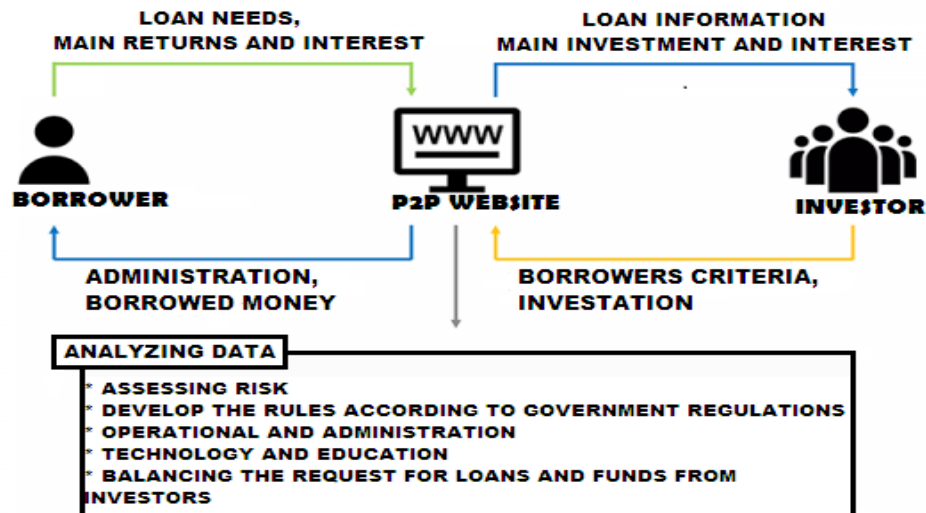 LOAN NEEDS,
MAIN RETURNS AND INTEREST
LOAN INFORMATION
MAIN INVESTMENT AND INTEREST
WWW
BORROWER
P2P WEBSITE
INVESTOR
ADMINISTRATION,
BORROWED MONEY
BORROWERS CRITERIA,
INVESTATION
ANALYZING DATA
* ASSESSING RISK
* DEVELOP THE RULES ACCORDING TO GOVERNMENT REGULATIONS
* OPERATIONAL AND ADMINISTRATION
* TECHNOLOGY AND EDUCATION
* BALANCING THE REQUEST FOR LOANS AND FUNDS FROM
INVESTORS